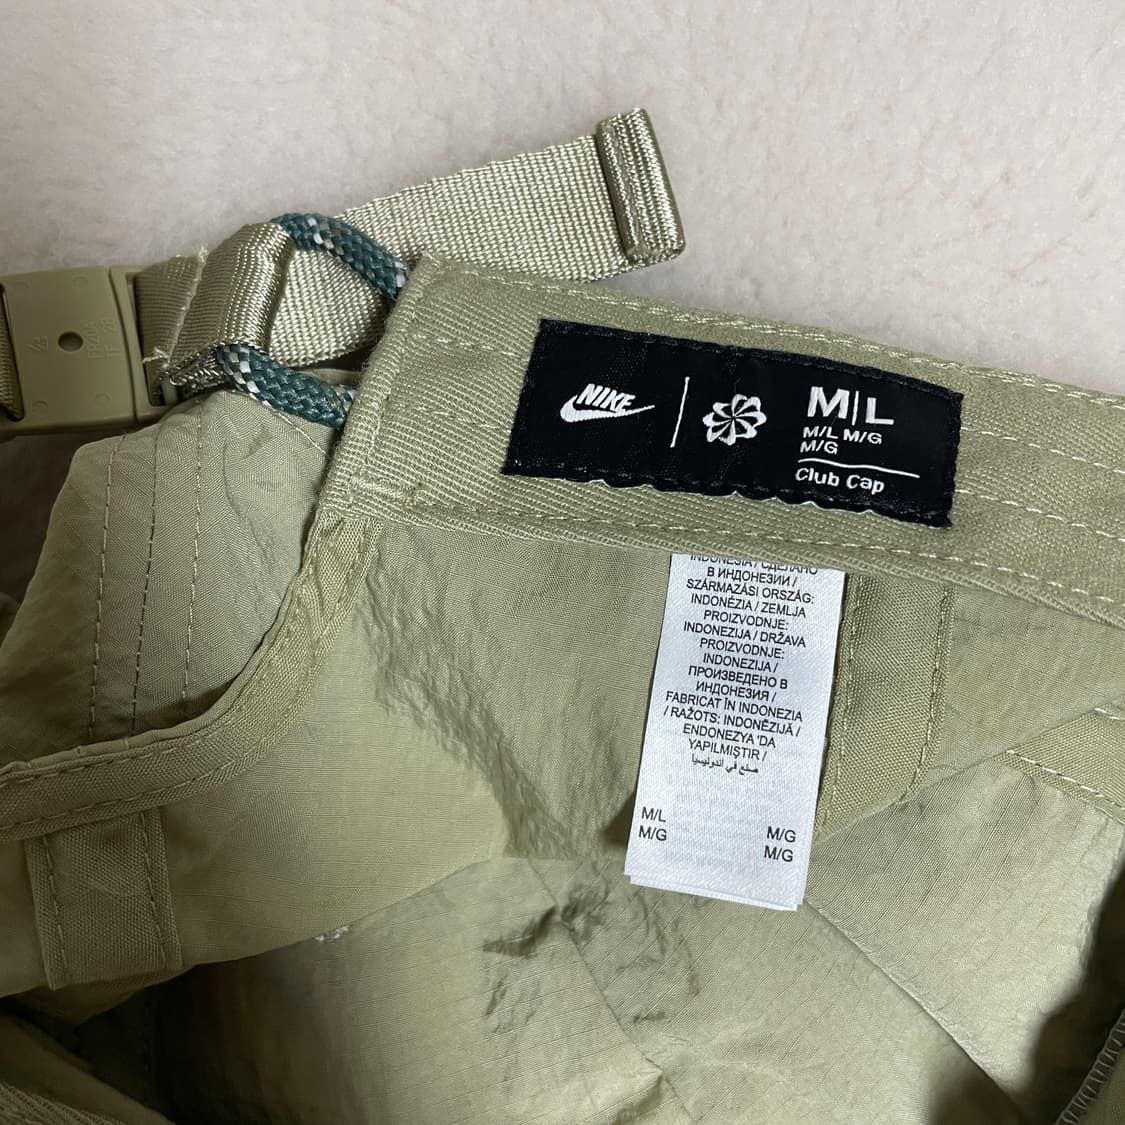 NIKE
M|L
M/L M/G
M/G
Club Cap
INDONESIA / СДЕЛАНО
В ИНДОНЕЗИИ /
SZÁRMAZÁSI ORSZÁG:
INDONÉZIA / ZEMLJA
PROIZVODNJE:
INDONEZIJA / DRŽAVA
PROIZVODNJE:
INDONEZIJA /
ПРОИЗВЕДЕНО В
ИНДОНЕЗИЯ /
FABRICAT ÎN INDONEZIA
/ RAŽOTS: INDONĒZIJĀ /
ENDONEZYA 'DA
YAPILMIŞTIR /
صنع في اندونيسيا
M/L
M/G
M/G
M/G